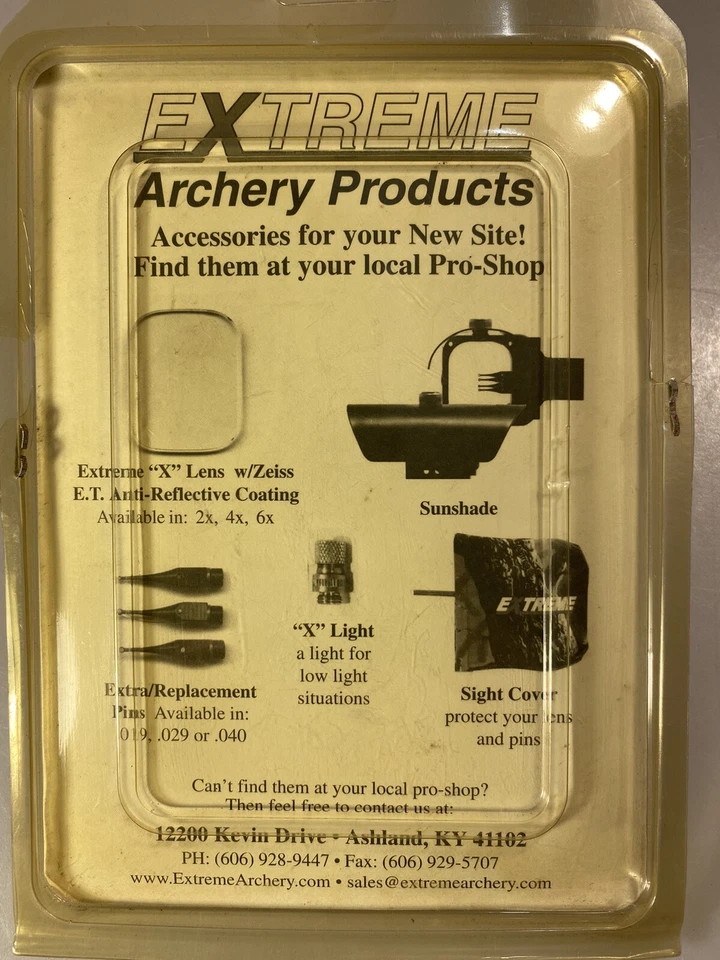 EXTREME
Archery Products
Accessories for your New Site!
Find them at your local Pro-Shop
Extreme “X” Lens w/Zeiss
E.T. Anti-Reflective Coating
Available in: 2x, 4x, 6x
Sunshade
EXTREME
“X” Light
a light for
low light
situations
Extra/Replacement
Pins Available in:
.019, .029 or .040
Sight Cover
protect your lens
and pins
Can’t find them at your local pro-shop?
Then feel free to contact us at:
12200 Kevin Drive • Ashland, KY 41102
PH: (606) 928-9447 • Fax: (606) 929-5707
www.ExtremeArchery.com • sales@extremearchery.com